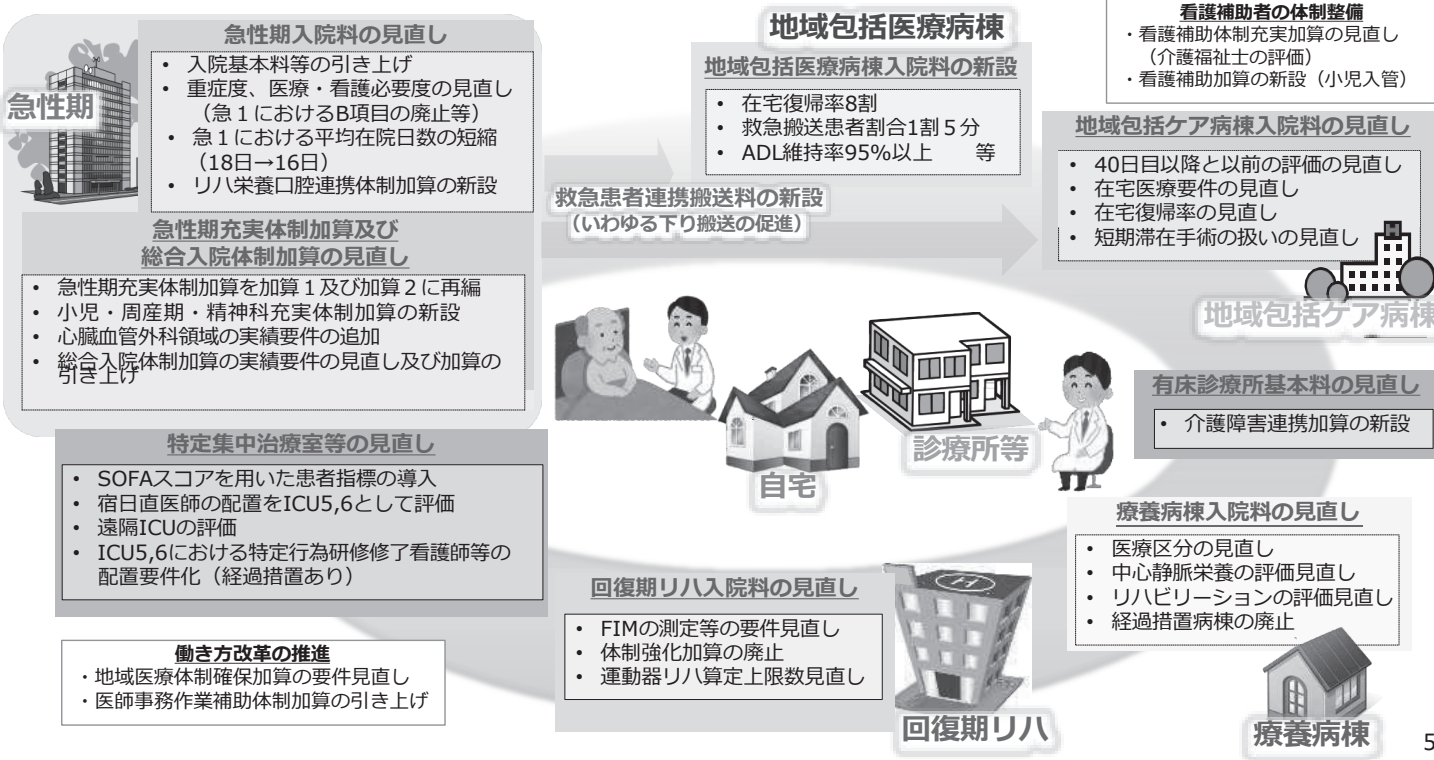 急性期
急性期入院料の見直し
• 入院基本料等の引き上げ
• 重症度、医療・看護必要度の見直し
（急１におけるB項目の廃止等）
• 急１における平均在院日数の短縮
（18日→16日）
• リハ栄養口腔連携体制加算の新設
急性期充実体制加算及び
総合入院体制加算の見直し
• 急性期充実体制加算を加算１及び加算２に再編
• 小児・周産期・精神科充実体制加算の新設
• 心臓血管外科領域の実績要件の追加
• 総合入院体制加算の実績要件の見直し及び加算の
引き上げ
特定集中治療室等の見直し
• SOFAスコアを用いた患者指標の導入
• 宿日直医師の配置をICU5,6として評価
• 遠隔ICUの評価
• ICU5,6における特定行為研修修了看護師等の
配置要件化（経過措置あり）
働き方改革の推進
・地域医療体制確保加算の要件見直し
・医師事務作業補助体制加算の引き上げ
地域包括医療病棟
地域包括医療病棟入院料の新設
• 在宅復帰率8割
• 救急搬送患者割合1割５分
• ADL維持率95%以上　等
救急患者連携搬送料の新設
（いわゆる下り搬送の促進）
自宅
診療所等
回復期リハ入院料の見直し
• FIMの測定等の要件見直し
• 体制強化加算の廃止
• 運動器リハ算定上限数見直し
H
回復期リハ
看護補助者の体制整備
・看護補助体制充実加算の見直し
（介護福祉士の評価）
・看護補助加算の新設（小児入管）
地域包括ケア病棟入院料の見直し
• 40日目以降と以前の評価の見直し
• 在宅医療要件の見直し
• 在宅復帰率の見直し
• 短期滞在手術の扱いの見直し
H
地域包括ケア病棟
有床診療所基本料の見直し
• 介護障害連携加算の新設
療養病棟入院料の見直し
• 医療区分の見直し
• 中心静脈栄養の評価見直し
• リハビリーションの評価見直し
• 経過措置病棟の廃止
療養病棟
5